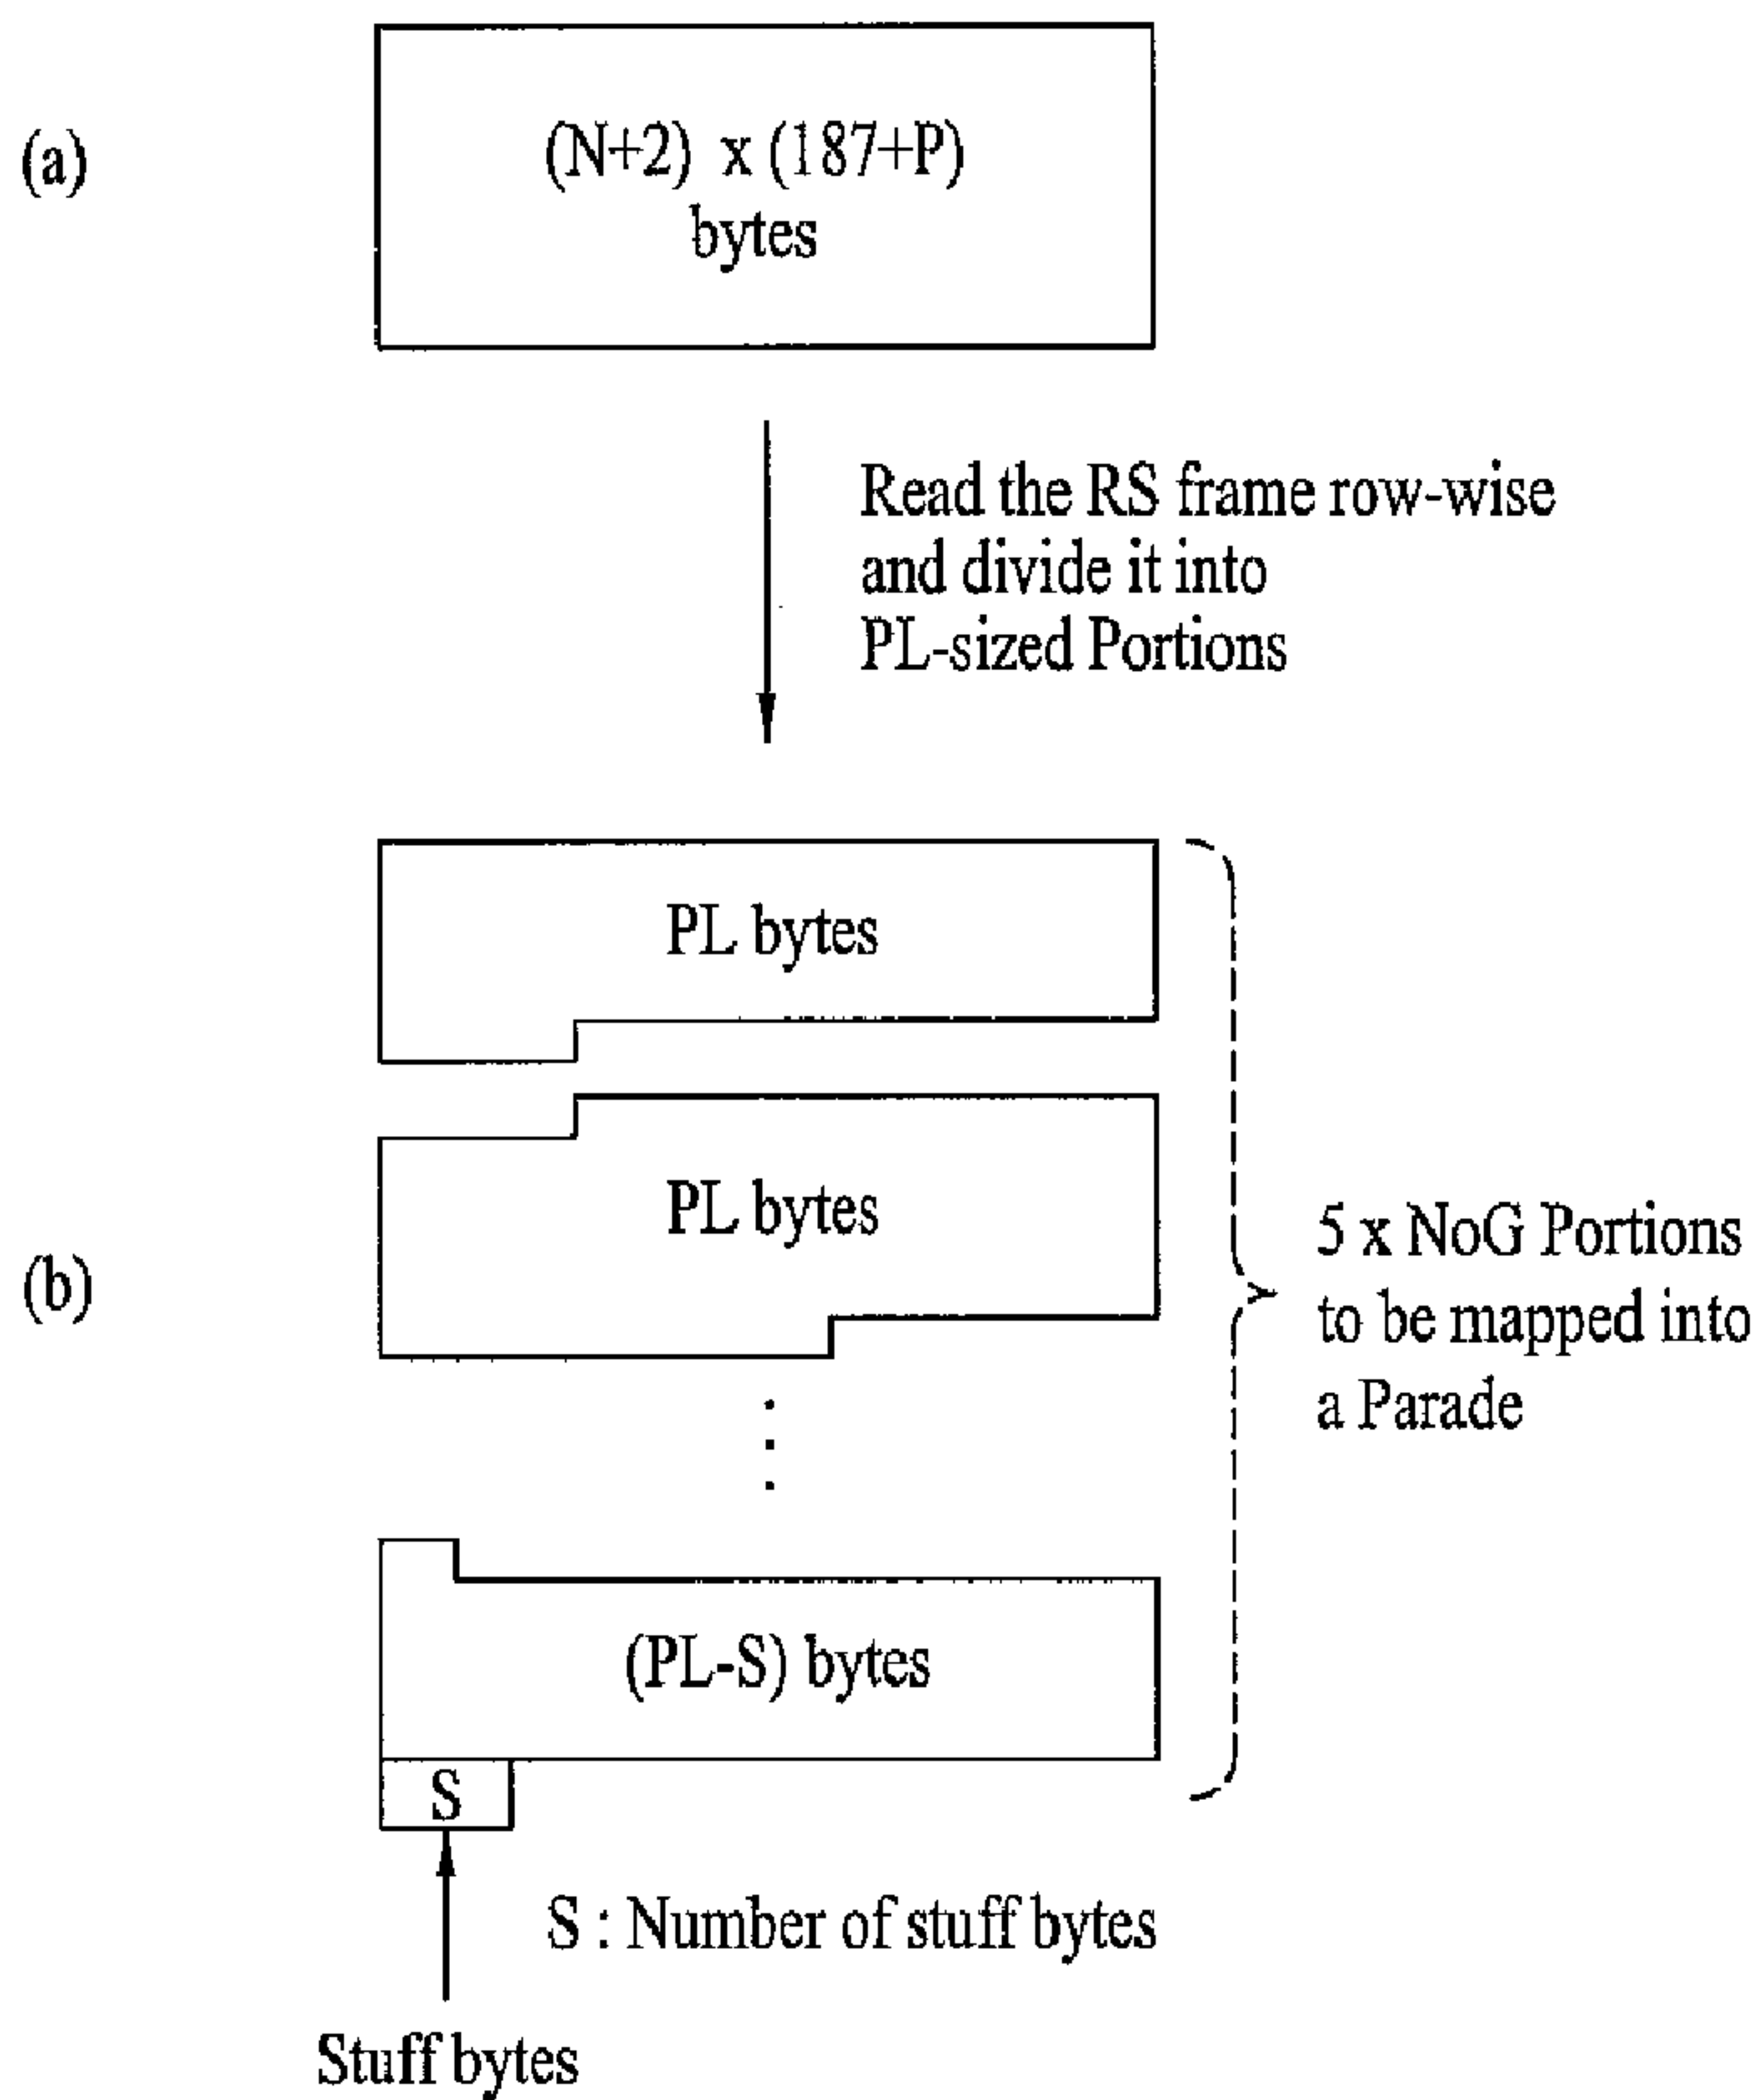 (a)
(N+2) x (187+P)
bytes
Read the RS frame row-wise
and divide it into
PL-sized Portions
PL bytes
PL bytes
(b)
5 x NoG Portions
to be mapped into
a Parade
(PL-S) bytes
S
S : Number of stuff bytes
Stuff bytes